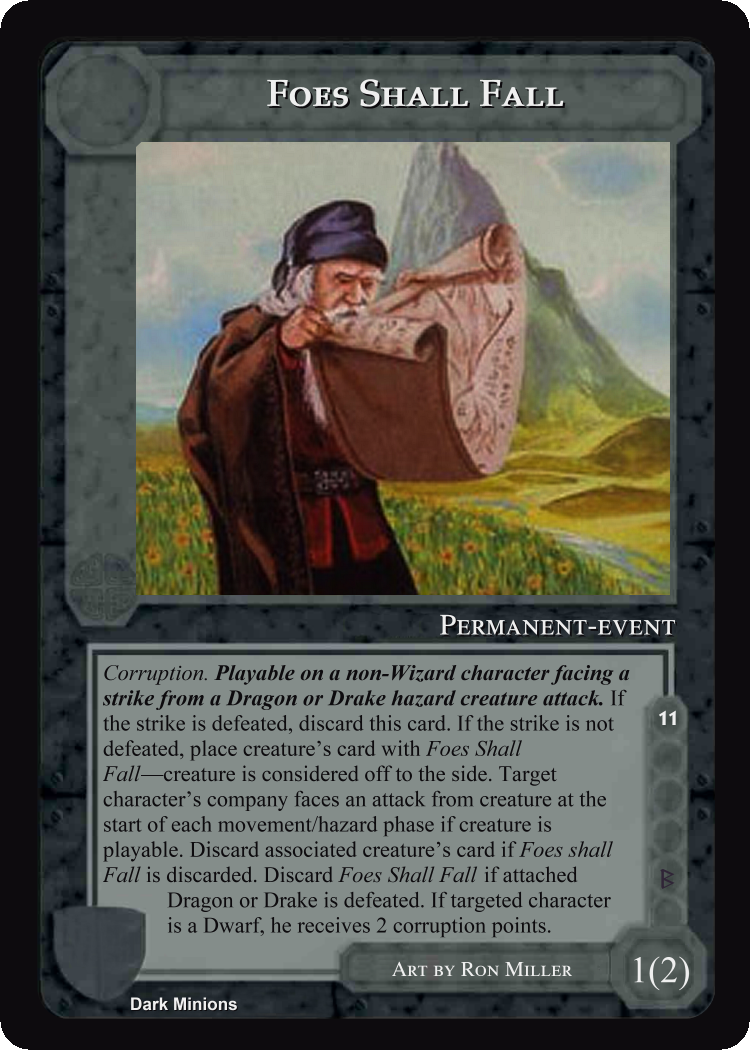 Foes Shall Fall
Permanent-event
Corruption. Playable on a non-Wizard character facing a
strike from a Dragon or Drake hazard creature attack. If
the strike is defeated, discard this card. If the strike is not
defeated, place creature's card with Foes Shall
Fall—creature is considered off to the side. Target
character's company faces an attack from creature at the
start of each movement/hazard phase if creature is
playable. Discard associated creature's card if Foes shall
Fall is discarded. Discard Foes Shall Fall if attached
Dragon or Drake is defeated. If targeted character
is a Dwarf, he receives 2 corruption points.
11
ᛒ
Art by Ron Miller
1(2)
Dark Minions